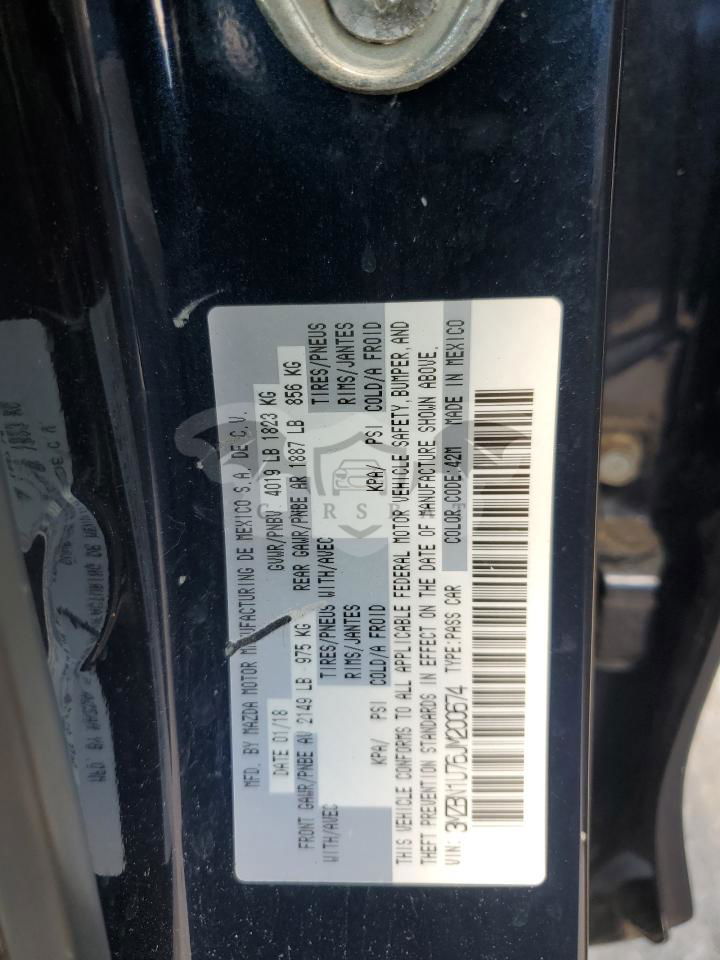 MFD. BY MAZDA MOTOR MANUFACTURING DE MEXICO S.A. DE C.V.
DATE 01/18 GVWR/PNBV 4019 LB 1823 KG
FRONT GAWR/PNBE AV 2149 LB 975 KG REAR GAWR/PNBE AR 1887 LB 856 KG
WITH/AVEC TIRES/PNEUS WITH/AVEC TIRES/PNEUS
RIMS/JANTES RIMS/JANTES
KPA/ PSI COLD/A FROID KPA/ PSI COLD/A FROID
THIS VEHICLE CONFORMS TO ALL APPLICABLE FEDERAL MOTOR VEHICLE SAFETY, BUMPER, AND
THEFT PREVENTION STANDARDS IN EFFECT ON THE DATE OF MANUFACTURE SHOWN ABOVE.
VIN: 3MZBN1U76JM200674 TYPE:PASS CAR COLOR CODE:42M MADE IN MEXICO